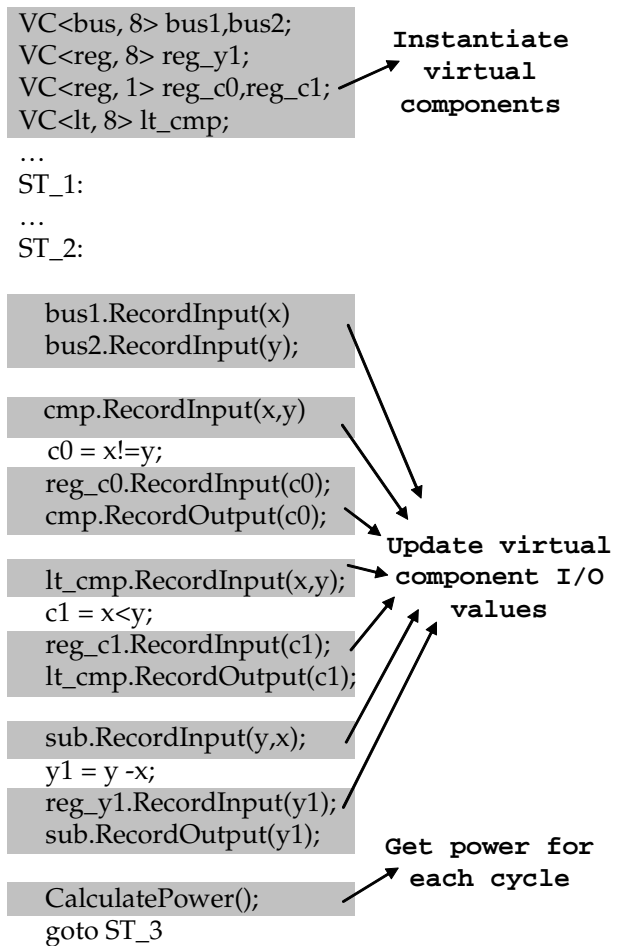 VC<bus, 8> bus1,bus2;
VC<reg, 8> reg_y1;
VC<reg, 1> reg_c0,reg_c1;
VC<lt, 8> lt_cmp;
Instantiate
virtual
components
…
ST_1:
…
ST_2:
bus1.RecordInput(x)
bus2.RecordInput(y);
cmp.RecordInput(x,y)
c0 = x!=y;
reg_c0.RecordInput(c0);
cmp.RecordOutput(c0);
lt_cmp.RecordInput(x,y);
c1 = x<y;
reg_c1.RecordInput(c1);
lt_cmp.RecordOutput(c1);
Update virtual
component I/O
values
sub.RecordInput(y,x);
y1 = y -x;
reg_y1.RecordInput(y1);
sub.RecordOutput(y1);
CalculatePower();
goto ST_3
Get power for
each cycle